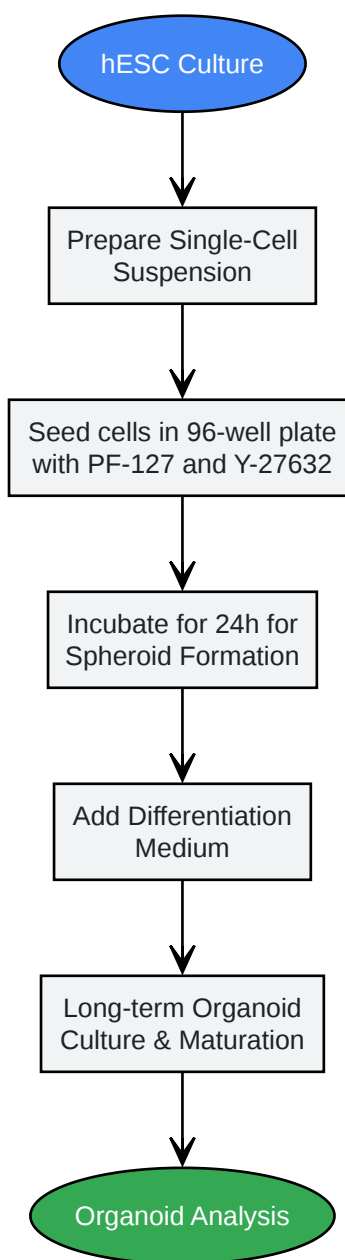 hESC Culture
Prepare Single-Cell
Suspension
Seed cells in 96-well plate
with PF-127 and Y-27632
Incubate for 24h for
Spheroid Formation
Add Differentiation
Medium
Long-term Organoid
Culture & Maturation
Organoid Analysis